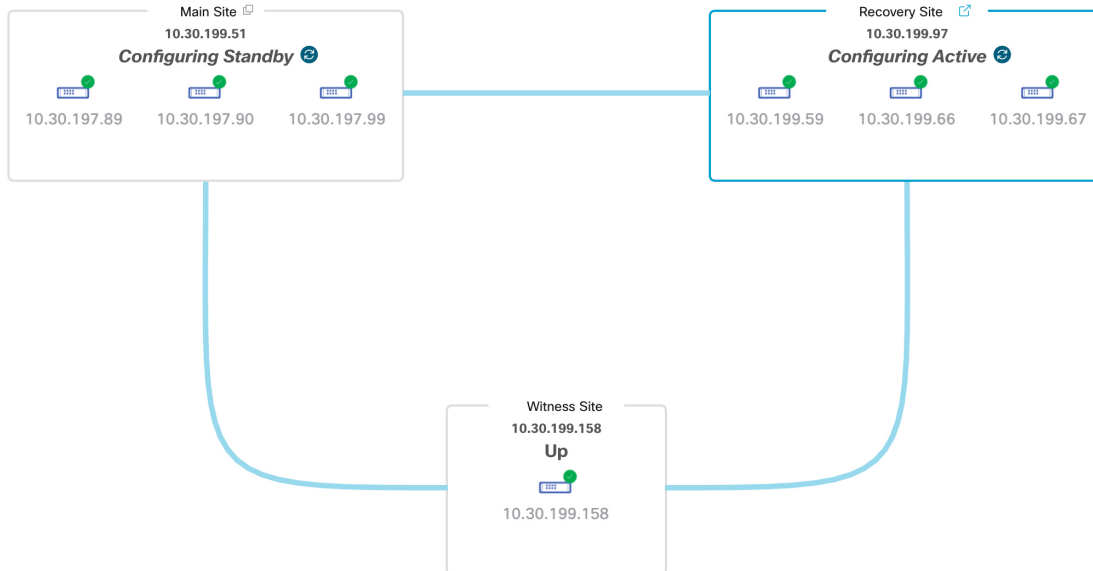 Main Site
10.30.199.51
Configuring Standby
10.30.197.89
10.30.197.90
10.30.197.99
Recovery Site
10.30.199.97
Configuring Active
10.30.199.59
10.30.199.66
10.30.199.67
Witness Site
10.30.199.158
Up
10.30.199.158